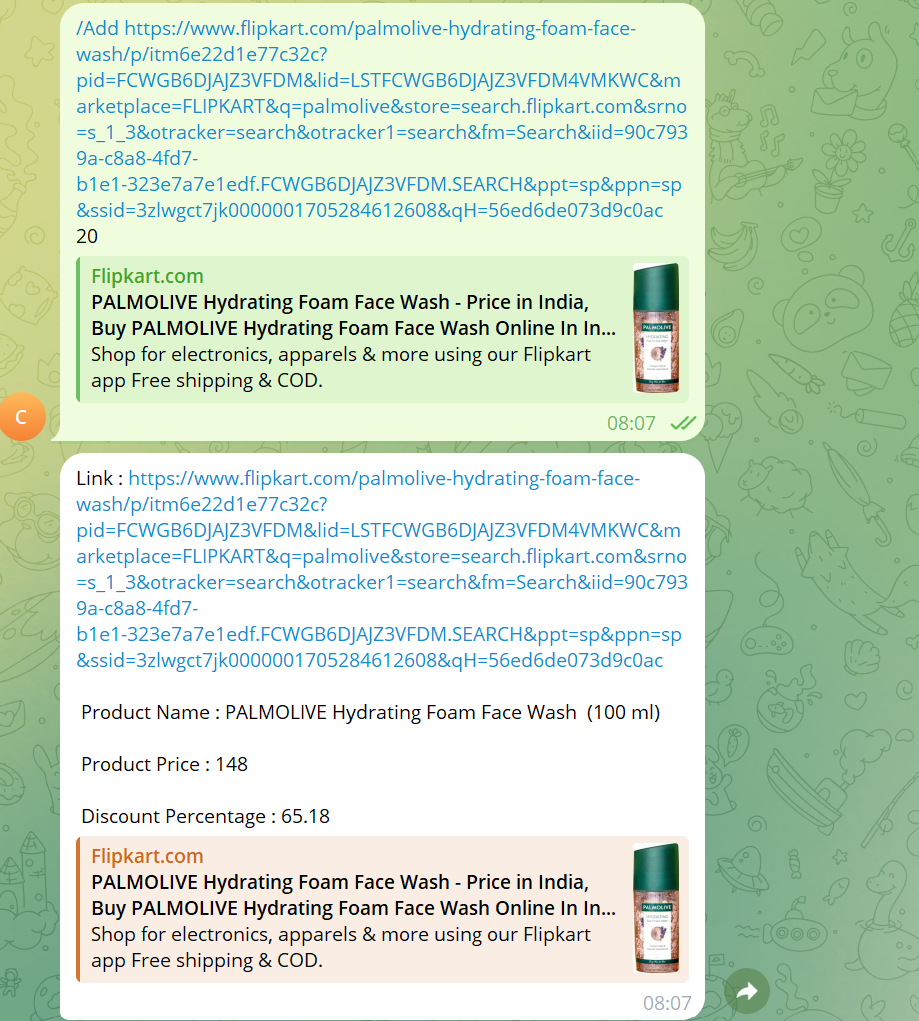 /Add https://www.flipkart.com/palmolive-hydrating-foam-face-
wash/p/itm6e22d1e77c32c?
pid=FCWGB6DJAJZ3VFDM&lid=LSTFCWGB6DJAJZ3VFDM4VMKWC&m
arketplace=FLIPKART&q=palmolive&store=search.flipkart.com&srno
=s_1_3&otracker=search&otracker1=search&fm=Search&iid=90c793
9a-c8a8-4fd7-
b1e1-323e7a7e1edf.FCWGB6DJAJZ3VFDM.SEARCH&ppt=sp&ppn=sp
&ssid=3zlwgct7jk0000001705284612608&qH=56ed6de073d9c0ac
20
Flipkart.com
PALMOLIVE Hydrating Foam Face Wash - Price in India,
Buy PALMOLIVE Hydrating Foam Face Wash Online In In...
Shop for electronics, apparels & more using our Flipkart
app Free shipping & COD.
PALMOLIVE
08:07
C
Link : https://www.flipkart.com/palmolive-hydrating-foam-face-
wash/p/itm6e22d1e77c32c?
pid=FCWGB6DJAJZ3VFDM&lid=LSTFCWGB6DJAJZ3VFDM4VMKWC&m
arketplace=FLIPKART&q=palmolive&store=search.flipkart.com&srno
=s_1_3&otracker=search&otracker1=search&fm=Search&iid=90c793
9a-c8a8-4fd7-
b1e1-323e7a7e1edf.FCWGB6DJAJZ3VFDM.SEARCH&ppt=sp&ppn=sp
&ssid=3zlwgct7jk0000001705284612608&qH=56ed6de073d9c0ac
Product Name : PALMOLIVE Hydrating Foam Face Wash (100 ml)
Product Price : 148
Discount Percentage : 65.18
Flipkart.com
PALMOLIVE Hydrating Foam Face Wash - Price in India,
Buy PALMOLIVE Hydrating Foam Face Wash Online In In...
Shop for electronics, apparels & more using our Flipkart
app Free shipping & COD.
PALMOLIVE
08:07